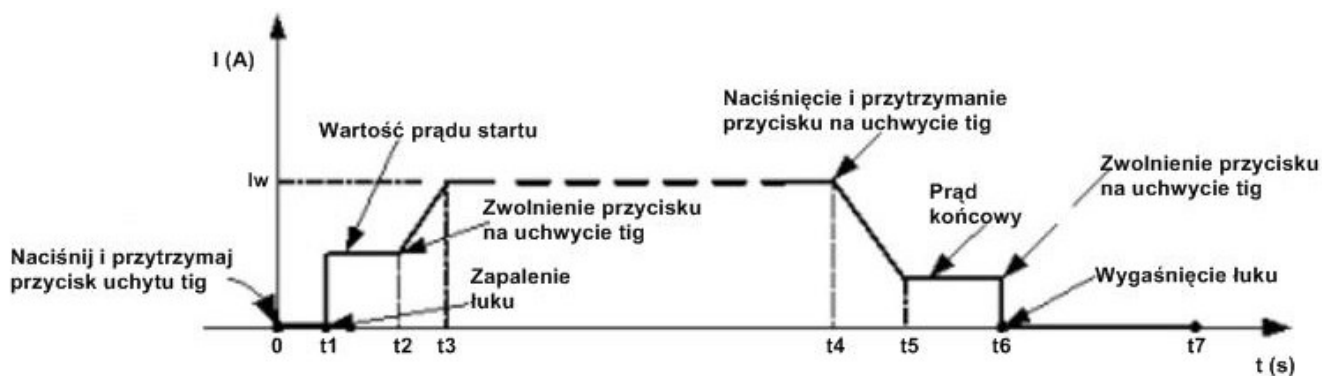 I (A)
Naciśnięcie i przytrzymanie
przycisku na uchwycie tig
Wartość prądu startu
Iw
Zwolnienie przycisku
na uchwycie tig
Prąd
końcowy
Zwolnienie przycisku
na uchwycie tig
Naciśnij i przytrzymaj
przycisk uchytu tig
Zapalenie
łuku
Wygaśnięcie łuku
0
t1
t2
t3
t4
t5
t6
t7
t (s)